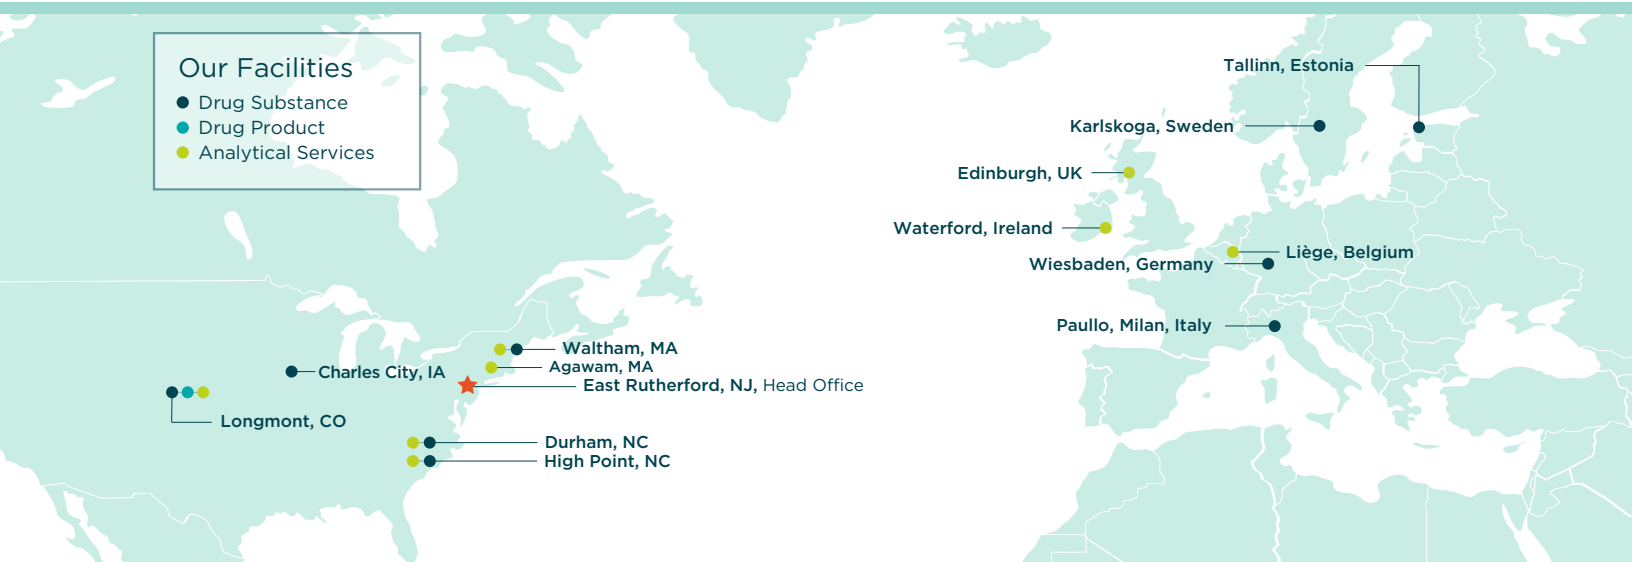 Our Facilities
Drug Substance
Drug Product
Analytical Services
Tallinn, Estonia
Karlskoga, Sweden
Edinburgh, UK
Waterford, Ireland
Liège, Belgium
Wiesbaden, Germany
Paullo, Milan, Italy
Waltham, MA
Agawam, MA
Charles City, IA
East Rutherford, NJ, Head Office
Longmont, CO
Durham, NC
High Point, NC